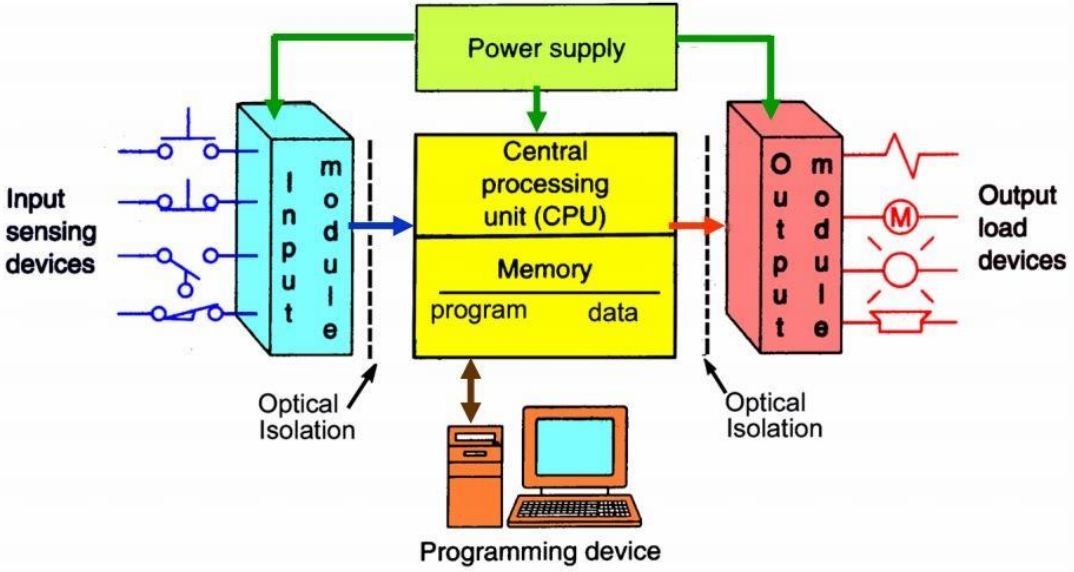 Power supply
Input
sensing
devices
Input
module
Central
processing
unit (CPU)
Memory
program data
Output
module
M
Output
load
devices
Optical
Isolation
Optical
Isolation
Programming device